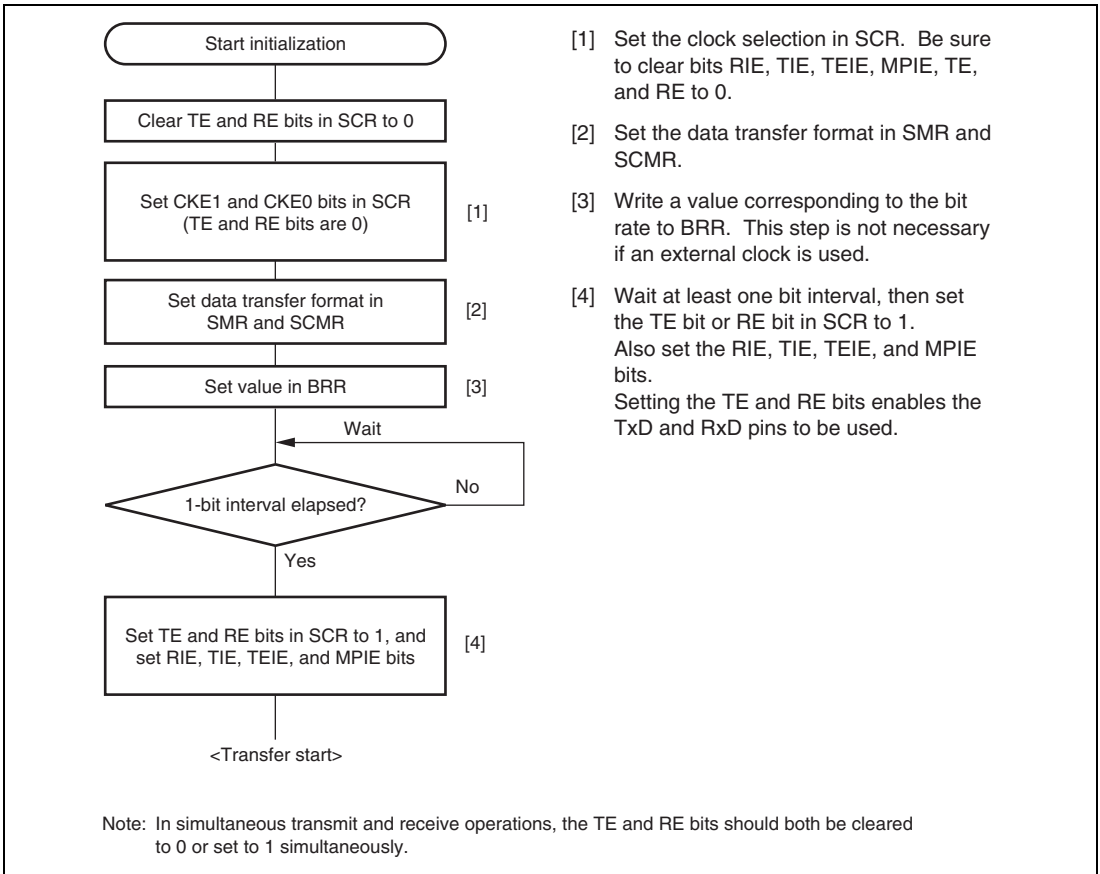 Start initialization
Clear TE and RE bits in SCR to 0
Set CKE1 and CKE0 bits in SCR
(TE and RE bits are 0)
[1]
Set data transfer format in
SMR and SCMR
[2]
Set value in BRR
[3]
Wait
No
1-bit interval elapsed?
Yes
Set TE and RE bits in SCR to 1, and
set RIE, TIE, TEIE, and MPIE bits
[4]
<Transfer start>
[1] Set the clock selection in SCR. Be sure
to clear bits RIE, TIE, TEIE, MPIE, TE,
and RE to 0.
[2] Set the data transfer format in SMR and
SCMR.
[3] Write a value corresponding to the bit
rate to BRR. This step is not necessary
if an external clock is used.
[4] Wait at least one bit interval, then set
the TE bit or RE bit in SCR to 1.
Also set the RIE, TIE, TEIE, and MPIE
bits.
Setting the TE and RE bits enables the
TxD and RxD pins to be used.
Note: In simultaneous transmit and receive operations, the TE and RE bits should both be cleared
to 0 or set to 1 simultaneously.